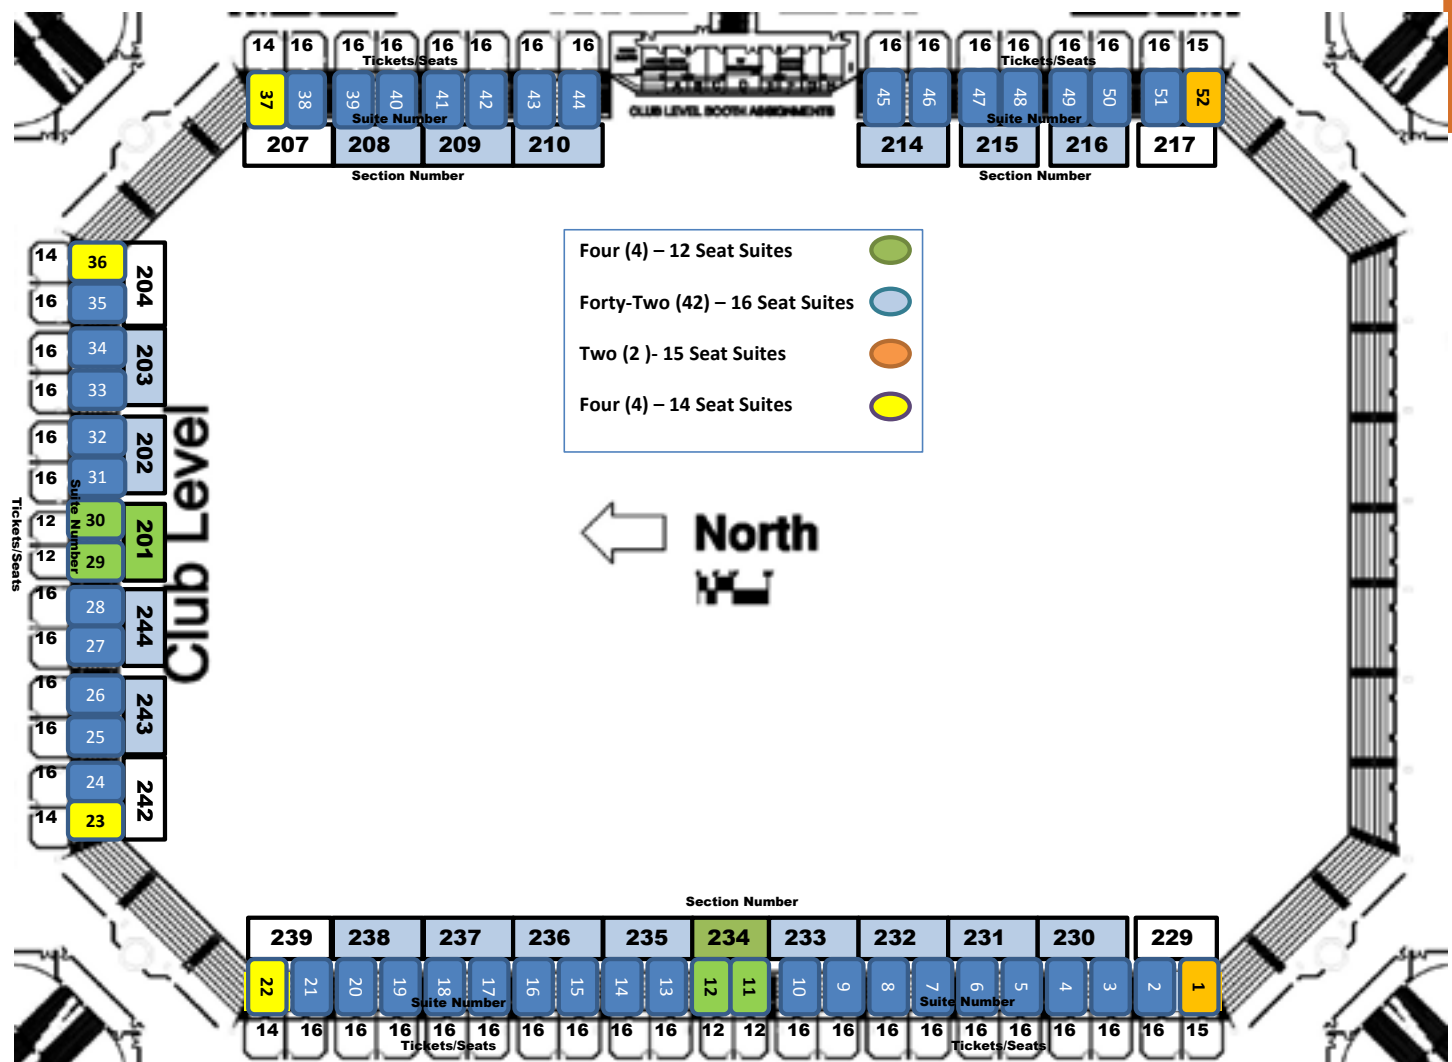 14 16 16 16 16 16 16 16
Tickets/Seats
37 38 39 40 41 42 43 44
Suite Number
207 208 209 210
Section Number
CLUB LEVEL BOOTH ASSIGNMENTS
16 16 16 16 16 16 16 15
Tickets/Seats
45 46 47 48 49 50 51 52
Suite Number
214 215 216 217
Section Number
Four (4) – 12 Seat Suites
Forty-Two (42) – 16 Seat Suites
Two (2 )- 15 Seat Suites
Four (4) – 14 Seat Suites
14 36 204
16 35
16 34 203
16 33
16 32 202
16 31
12 30 201
12 29
16 28 244
16 27
16 26 243
16 25
16 24 242
14 23
Tickets/Seats
Suite Number
Club Level
North
Section Number
239 238 237 236 235 234 233 232 231 230 229
22 21 20 19 18 17 16 15 14 13 12 11 10 9 8 7 6 5 4 3 2 1
Suite Number
Suite Number
14 16 16 16 16 16 16 16 16 16 12 12 16 16 16 16 16 16 16 16 16 15
Tickets/Seats
Tickets/Seats